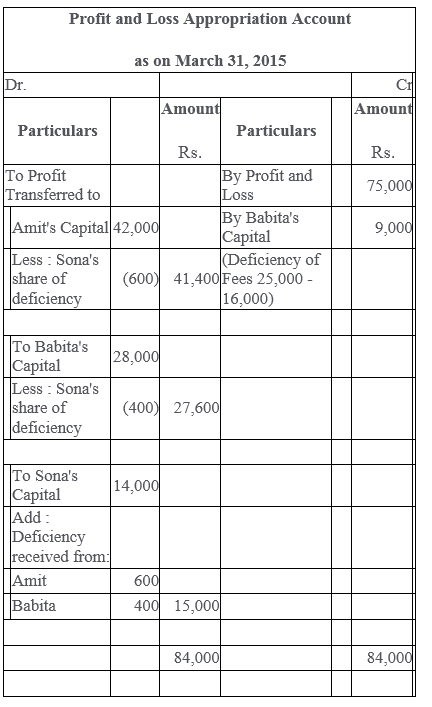 Profit and Loss Appropriation Account
as on March 31, 2015
Dr. Cr
Amount Amount
Particulars Particulars
Rs. Rs.
To Profit By Profit and
Transferred to Loss 75,000
Amit's Capital 42,000 By Babita's
Capital 9,000
Less : Sona's (Deficiency of
share of (600) 41,400 Fees 25,000 -
deficiency 16,000)
To Babita's
Capital 28,000
Less : Sona's
share of (400) 27,600
deficiency
To Sona's
Capital 14,000
Add :
Deficiency
received from:
Amit 600
Babita 400 15,000
84,000 84,000